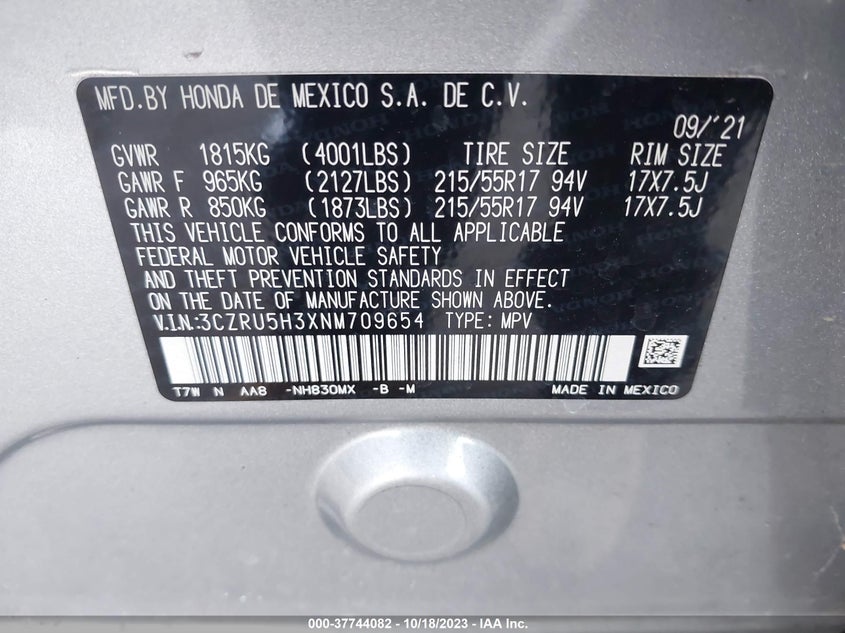 MFD.BY HONDA DE MEXICO S.A. DE C.V.
09/'21
GVWR 1815KG (4001LBS) TIRE SIZE RIM SIZE
GAWR F 965KG (2127LBS) 215/55R17 94V 17X7.5J
GAWR R 850KG (1873LBS) 215/55R17 94V 17X7.5J
THIS VEHICLE CONFORMS TO ALL APPLICABLE
FEDERAL MOTOR VEHICLE SAFETY
AND THEFT PREVENTION STANDARDS IN EFFECT
ON THE DATE OF MANUFACTURE SHOWN ABOVE.
V.I.N.:3CZRU5H3XNM709654 TYPE: MPV
T7W N AA8 -NH830MX -B -M MADE IN MEXICO
000-37744082 - 10/18/2023 - IAA Inc.